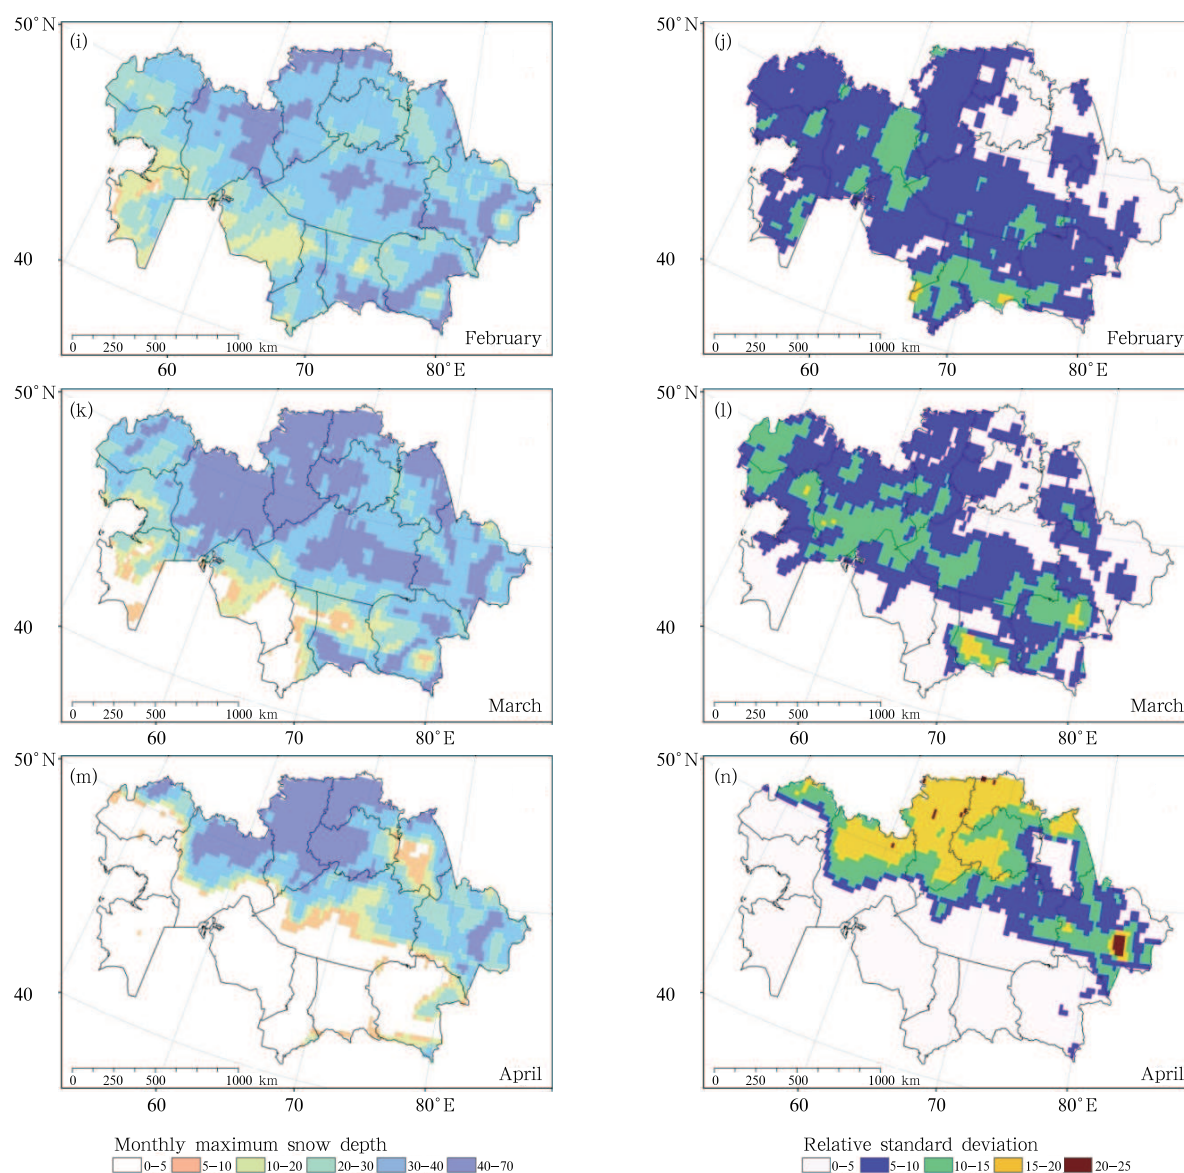 50°N
(i)
40
0 250 500 1000 km
February
60 70 80°E
50°N
(j)
40
0 250 500 1000 km
February
60 70 80°E
50°N
(k)
40
0 250 500 1000 km
March
60 70 80°E
50°N
(l)
40
0 250 500 1000 km
March
60 70 80°E
50°N
(m)
40
0 250 500 1000 km
April
60 70 80°E
50°N
(n)
40
0 250 500 1000 km
April
60 70 80°E
Monthly maximum snow depth
0–5 5–10 10–20 20–30 30–40 40–70
Relative standard deviation
0–5 5–10 10–15 15–20 20–25